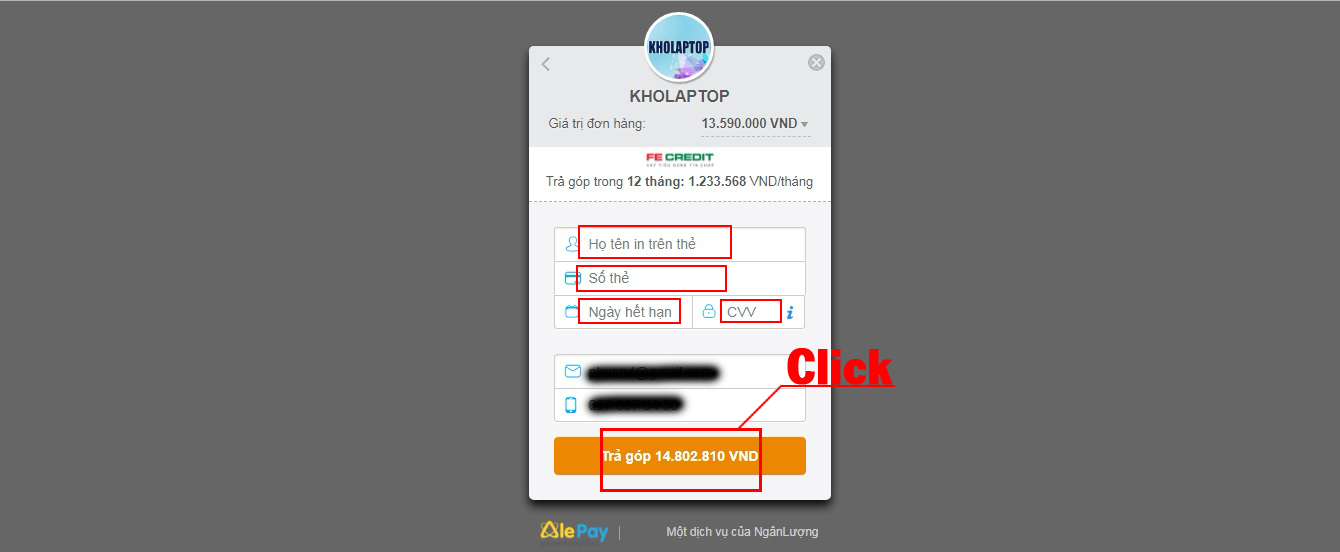 KHOLAPTOP
KHOLAPTOP
Giá trị đơn hàng: 13.590.000 VND
FE CREDIT
VAY TIÊU DÙNG TÍN CHẤP
Trả góp trong 12 tháng: 1.233.568 VND/tháng
Họ tên in trên thẻ
Số thẻ
Ngày hết hạn CVV i
Click
Trả góp 14.802.810 VND
AlePay | Một dịch vụ của NgânLượng